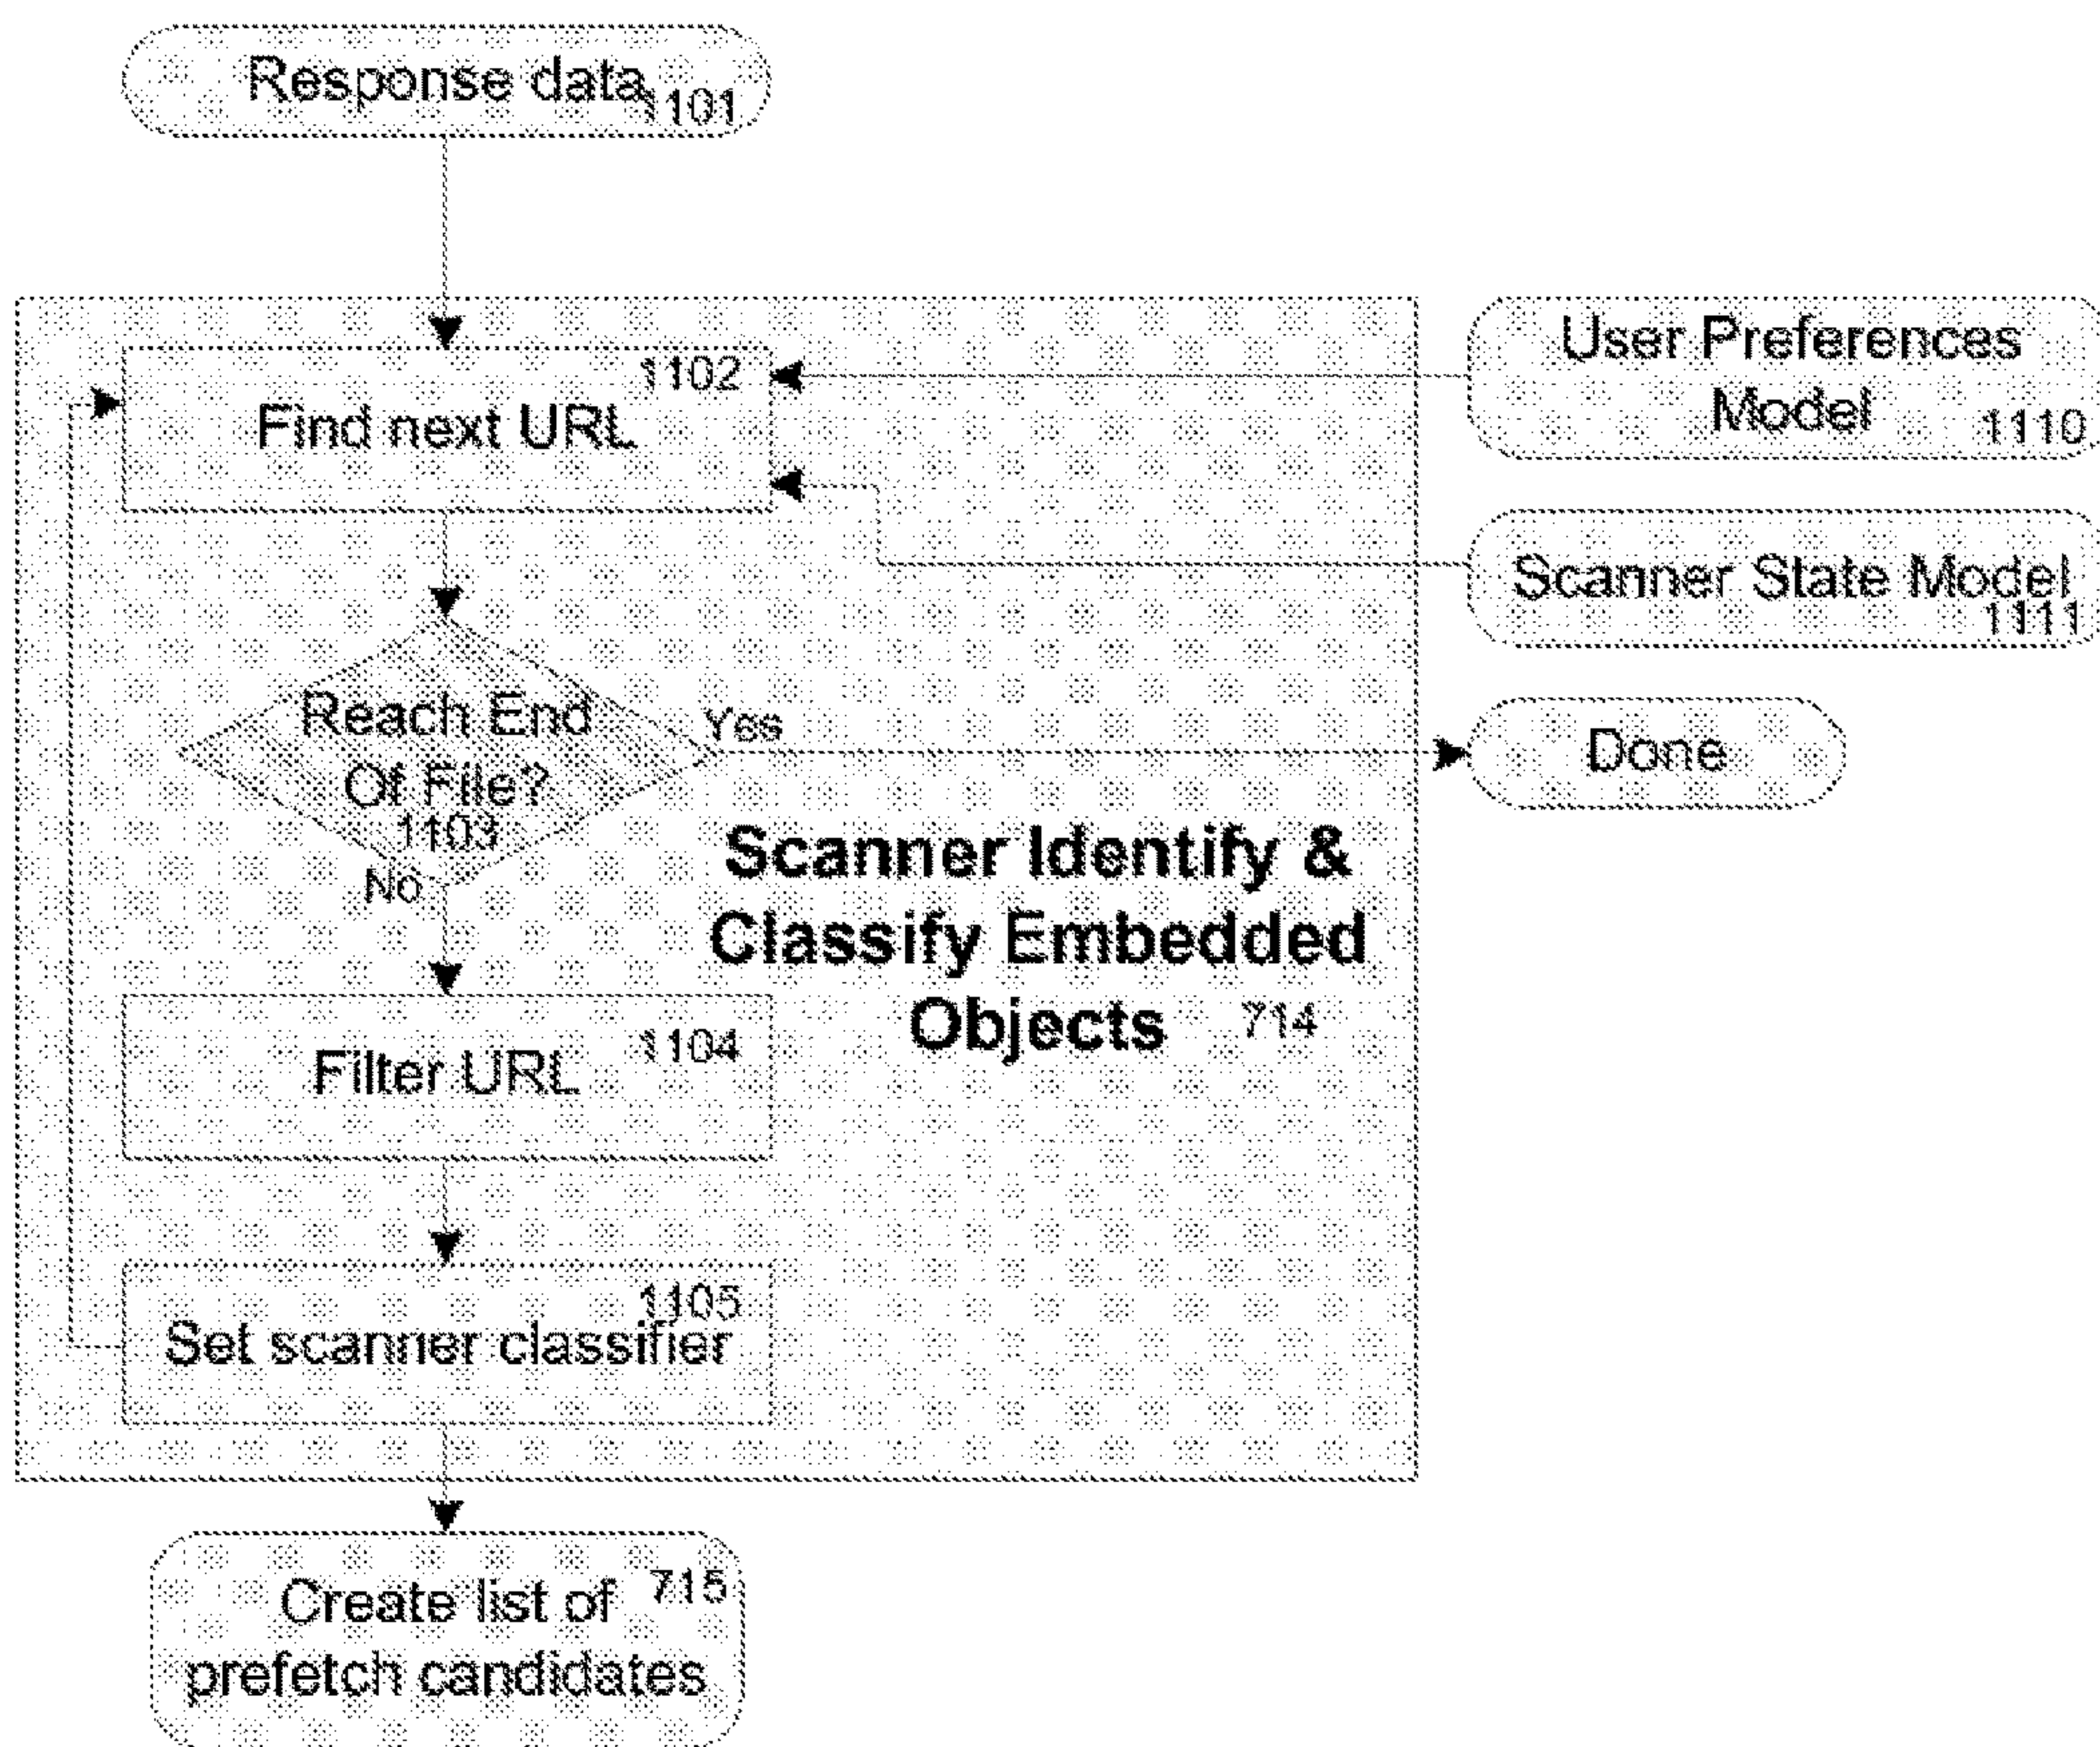 Response data
1101
1102
Find next URL
User Preferences
Model
1110
Scanner State Model
1111
Reach End
Of File?
1103
Yes
No
Done
Scanner Identify &
Classify Embedded
Objects 714
1104
Filter URL
1105
Set scanner classifier
Create list of 715
prefetch candidates